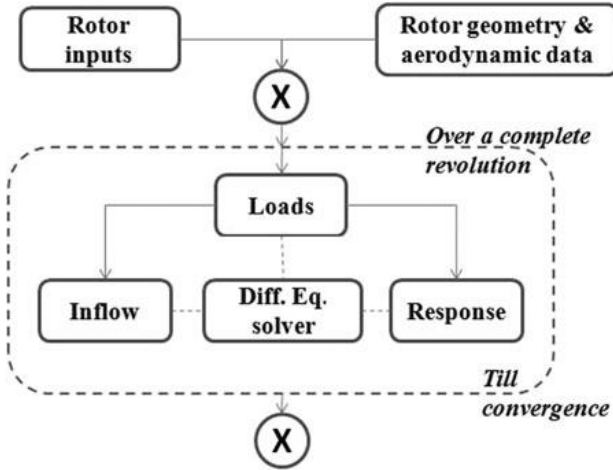 Rotor
inputs
Rotor geometry &
aerodynamic data
X
Over a complete
revolution
Loads
Inflow
Diff. Eq.
solver
Response
Till
convergence
X